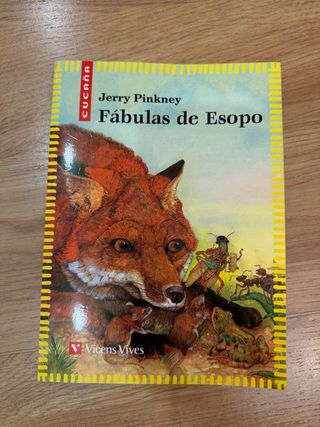 CUCAÑA
Jerry Pinkney
Fábulas de Esopo
V Vicens Vives